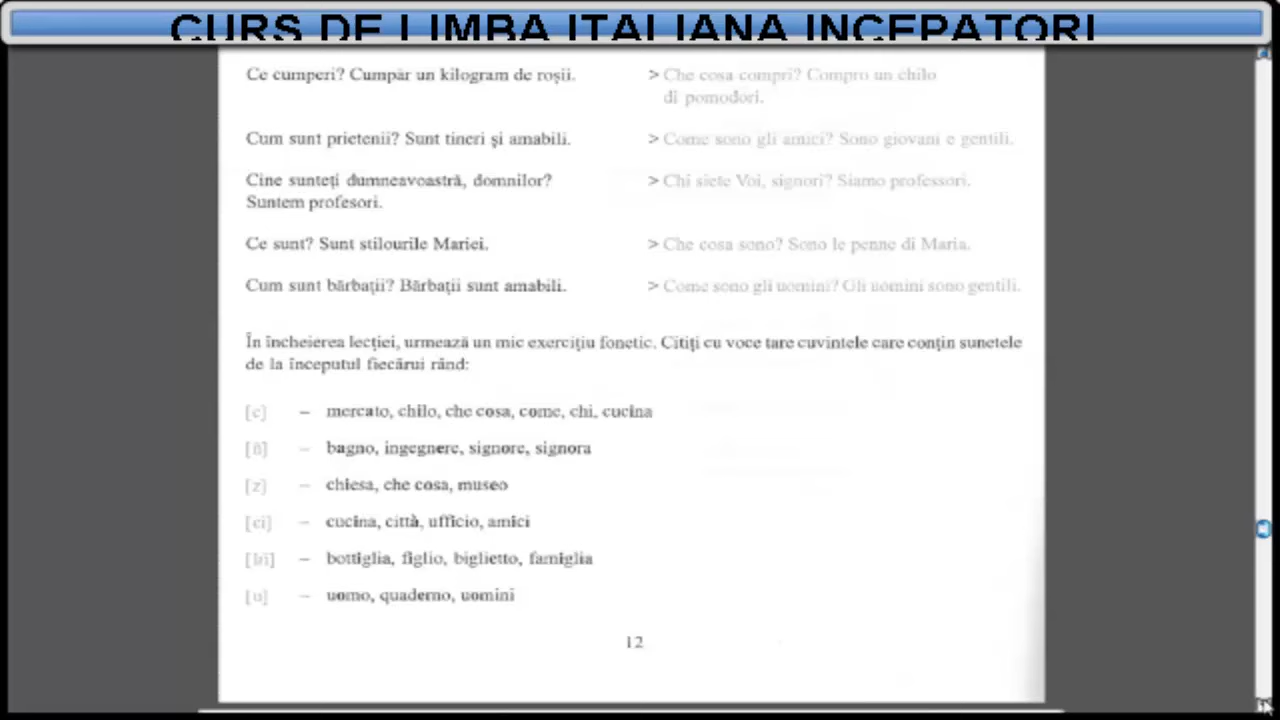 CURS DE LIMBA ITALIANA INCEPATORI
Ce cumperi? Cumpăr un kilogram de roșii.
> Che cosa compri? Compro un chilo
di pomodori.
Cum sunt prietenii? Sunt tineri și amabili.
> Come sono gli amici? Sono giovani e gentili.
Cine sunteți dumneavoastră, domnilor?
Suntem profesori.
> Chi siete Voi, signori? Siamo professori.
Ce sunt? Sunt stilourile Mariei.
> Che cosa sono? Sono le penne di Maria.
Cum sunt bărbații? Bărbații sunt amabili.
> Come sono gli uomini? Gli uomini sono gentili.
În încheierea lecției, urmează un mic exercițiu fonetic. Citiți cu voce tare cuvintele care conțin sunetele
de la începutul fiecărui rând:
[c] – mercato, chilo, che cosa, come, chi, cucina
[ñ] – bagno, ingegnere, signore, signora
[z] – chiesa, che cosa, museo
[ci] – cucina, città, ufficio, amici
– bottiglia, figlio, biglietto, famiglia
[u] – uomo, quaderno, uomini
12